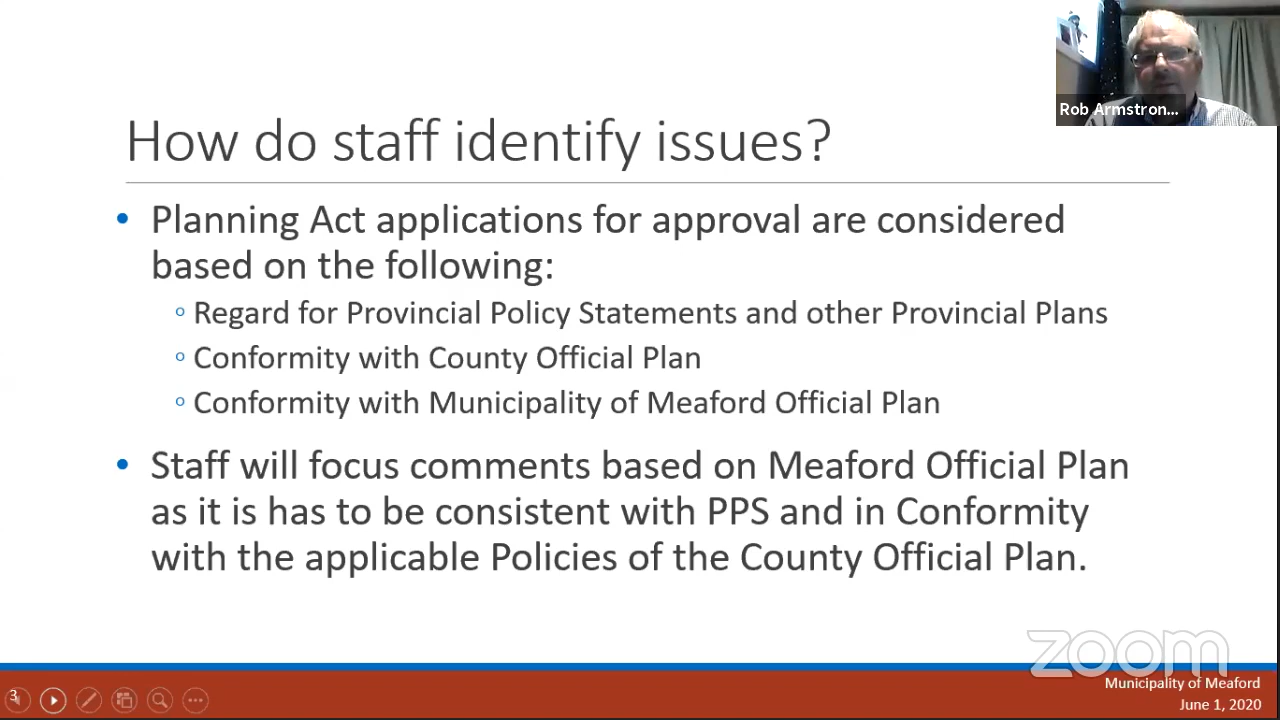 Rob Armstron...
How do staff identify issues?
• Planning Act applications for approval are considered
based on the following:
o Regard for Provincial Policy Statements and other Provincial Plans
o Conformity with County Official Plan
o Conformity with Municipality of Meaford Official Plan
• Staff will focus comments based on Meaford Official Plan
as it is has to be consistent with PPS and in Conformity
with the applicable Policies of the County Official Plan.
zoom
3
Municipality of Meaford
June 1, 2020